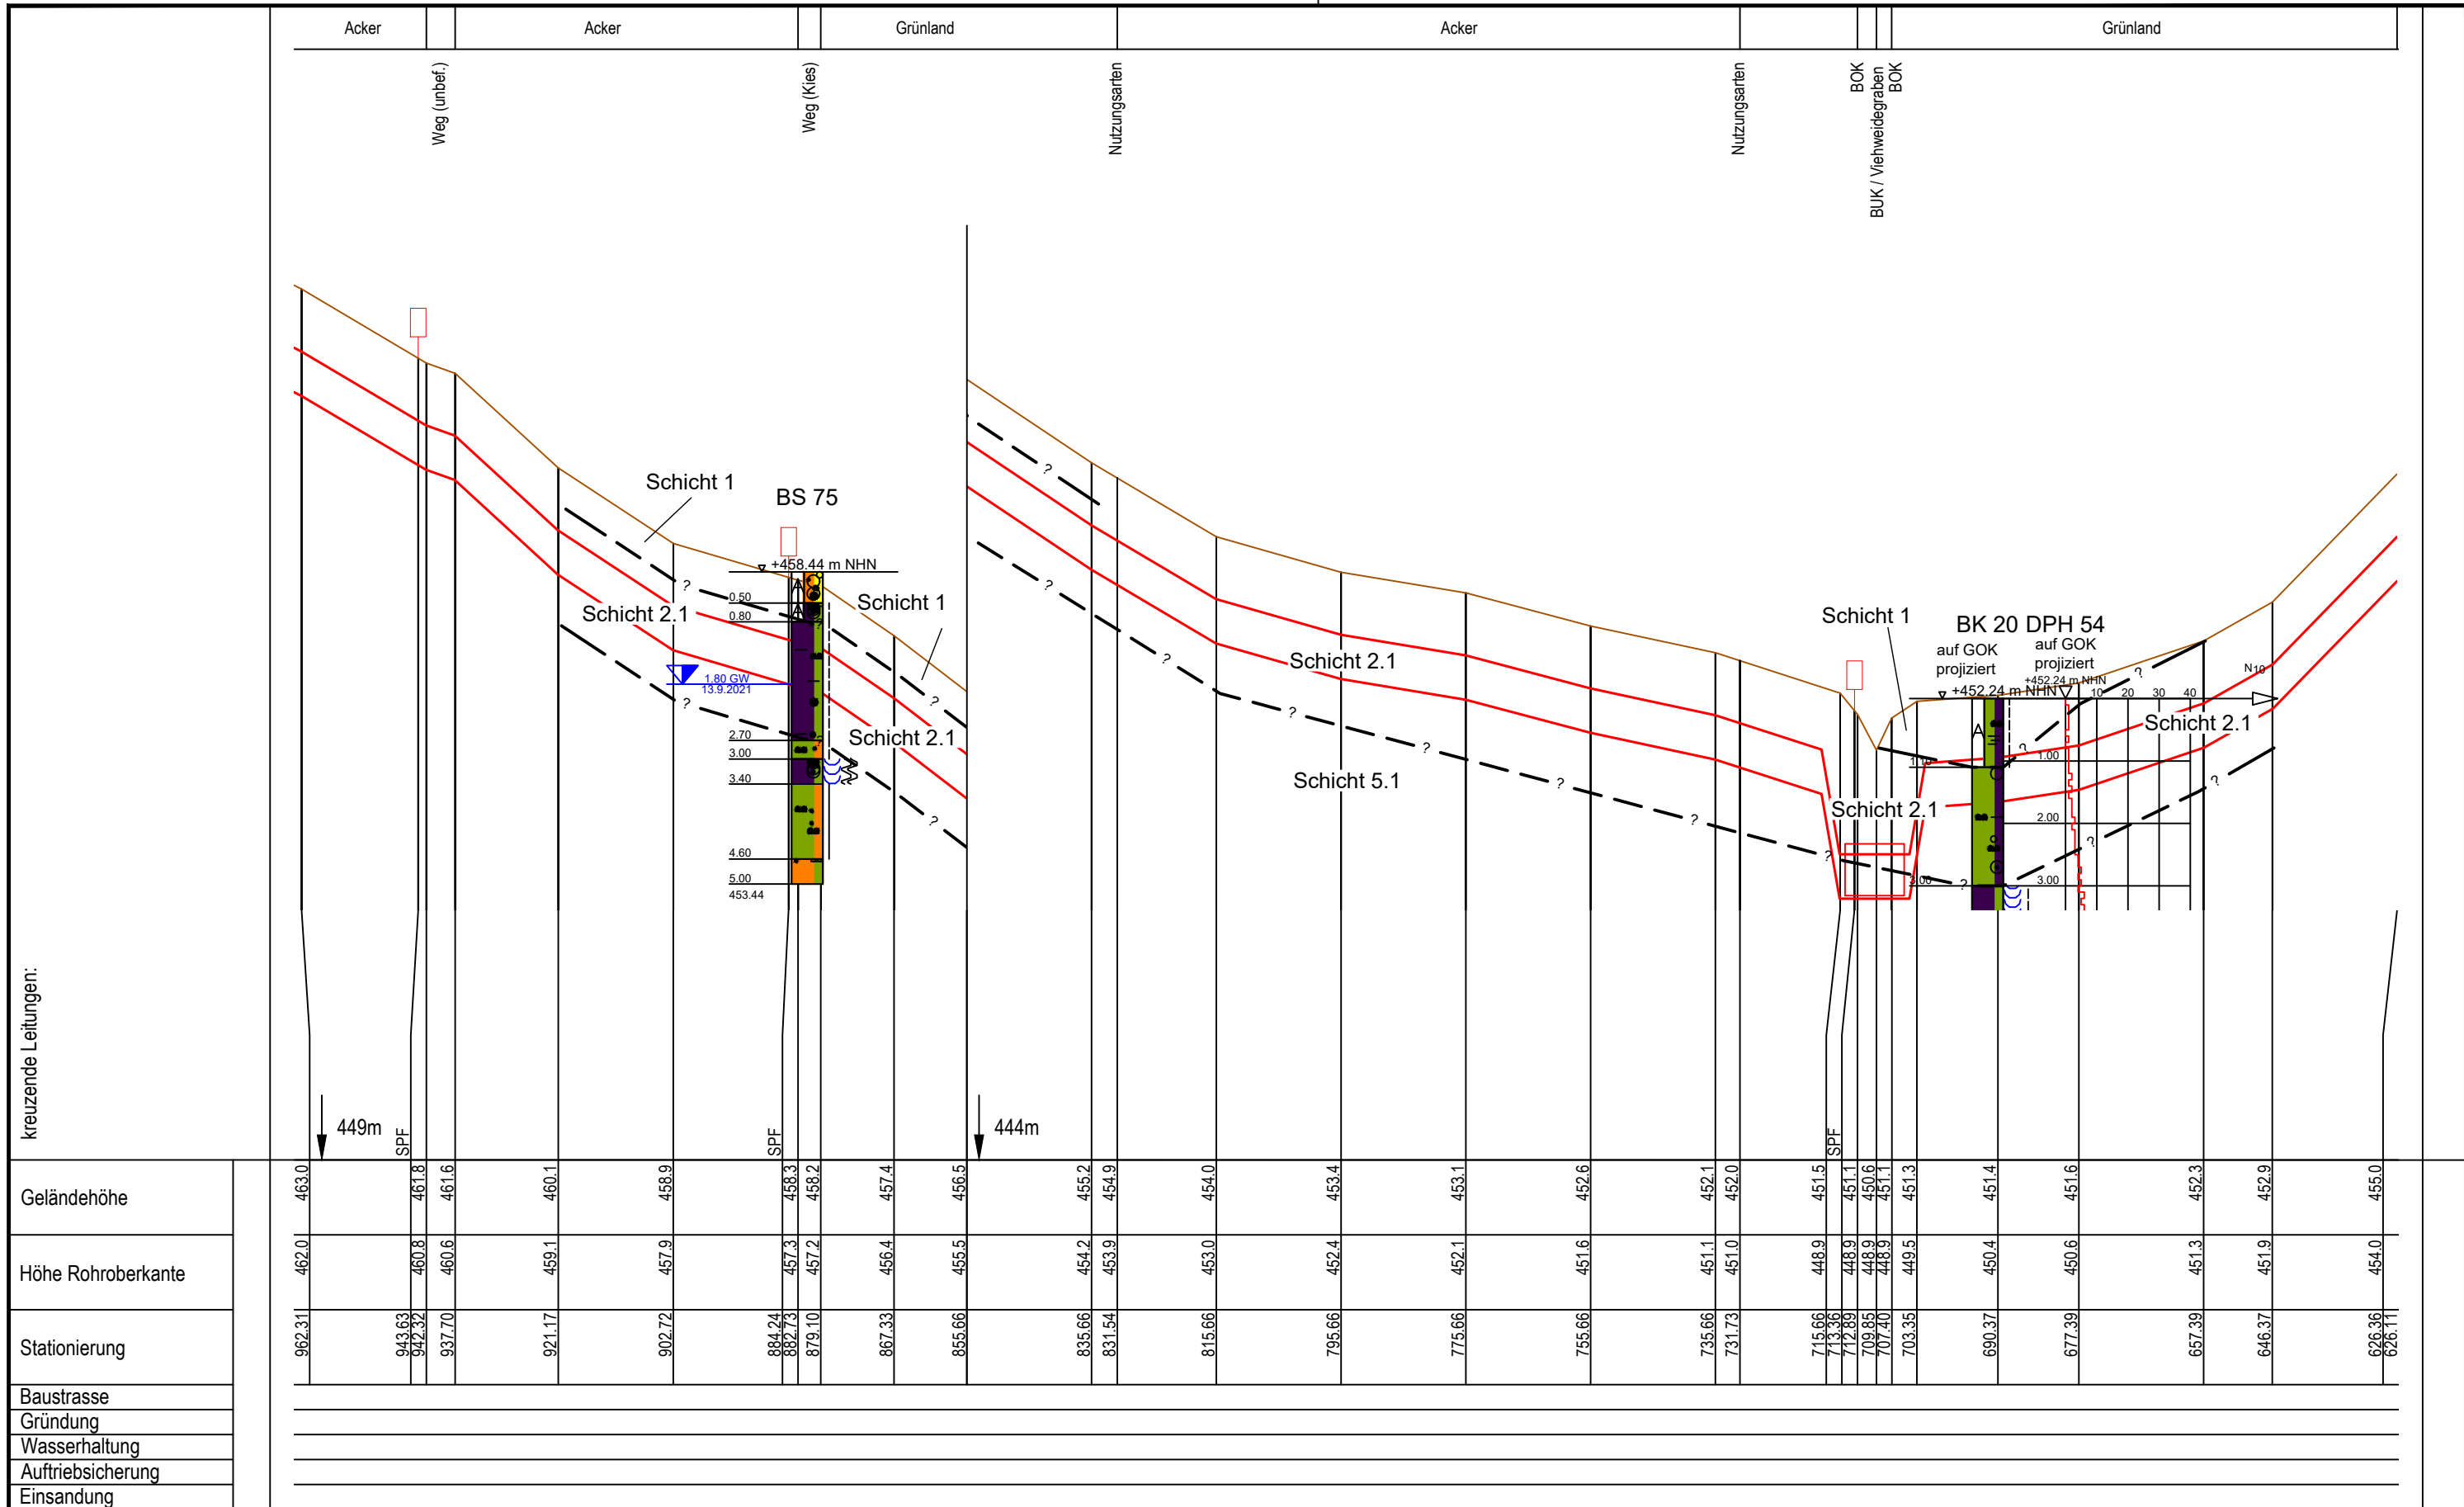 Acker
Acker
Grünland
Acker
Grünland
Weg (unbef.)
Weg (Kies)
Nutzungsarten
Nutzungsarten
BOK
BUK / Viehweidegraben
BOK
Schicht 1
BS 75
+458.44 m NHN
A
A
0.50
0.80
Schicht 2.1
1.80 GW
13.9.2021
2.70
3.00
3.40
4.60
5.00
453.44
Schicht 1
Schicht 2.1
Schicht 2.1
Schicht 5.1
Schicht 1
BK 20 DPH 54
auf GOK
projiziert
auf GOK
projiziert
+452.24 m NHN
+452.24 m NHN
10 20 30 40
N10
A
1.10
1.00
2.00
3.00
3.00
Schicht 2.1
Schicht 2.1
kreuzende Leitungen:
449m
SPF
SPF
444m
SPF
Geländehöhe
463.0 461.8 461.6 460.1 458.9 458.3 458.2 457.4 456.5 455.2 454.9 454.0 453.4 453.1 452.6 452.1 452.0 451.5 451.1 450.6 451.1 451.3 451.4 451.6 452.3 452.9 455.0
Höhe Rohroberkante
462.0 460.8 460.6 459.1 457.9 457.3 457.2 456.4 455.5 454.2 453.9 453.0 452.4 452.1 451.6 451.1 451.0 448.9 448.9 448.9 448.9 449.5 450.4 450.6 451.3 451.9 454.0
Stationierung
962.31 943.63 942.32 937.70 921.17 902.72 884.24 882.73 879.10 867.33 855.66 835.66 831.54 815.66 795.66 775.66 755.66 735.66 731.73 715.66 713.36 712.89 709.85 707.40 703.35 690.37 677.39 657.39 646.37 626.36 626.11
Baustrasse
Gründung
Wasserhaltung
Auftriebsicherung
Einsandung